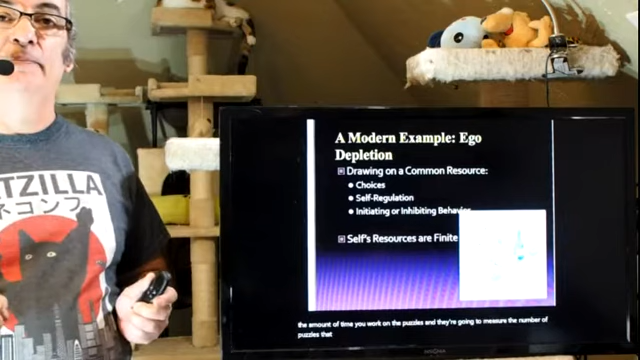 A Modern Example: Ego
Depletion
Drawing on a Common Resource:
Choices
Self-Regulation
Initiating or Inhibiting Behavior
Self's Resources are Finite
the amount of time you work on the puzzles and they're going to measure the number of
puzzles that
TZILLA
ネコンフ